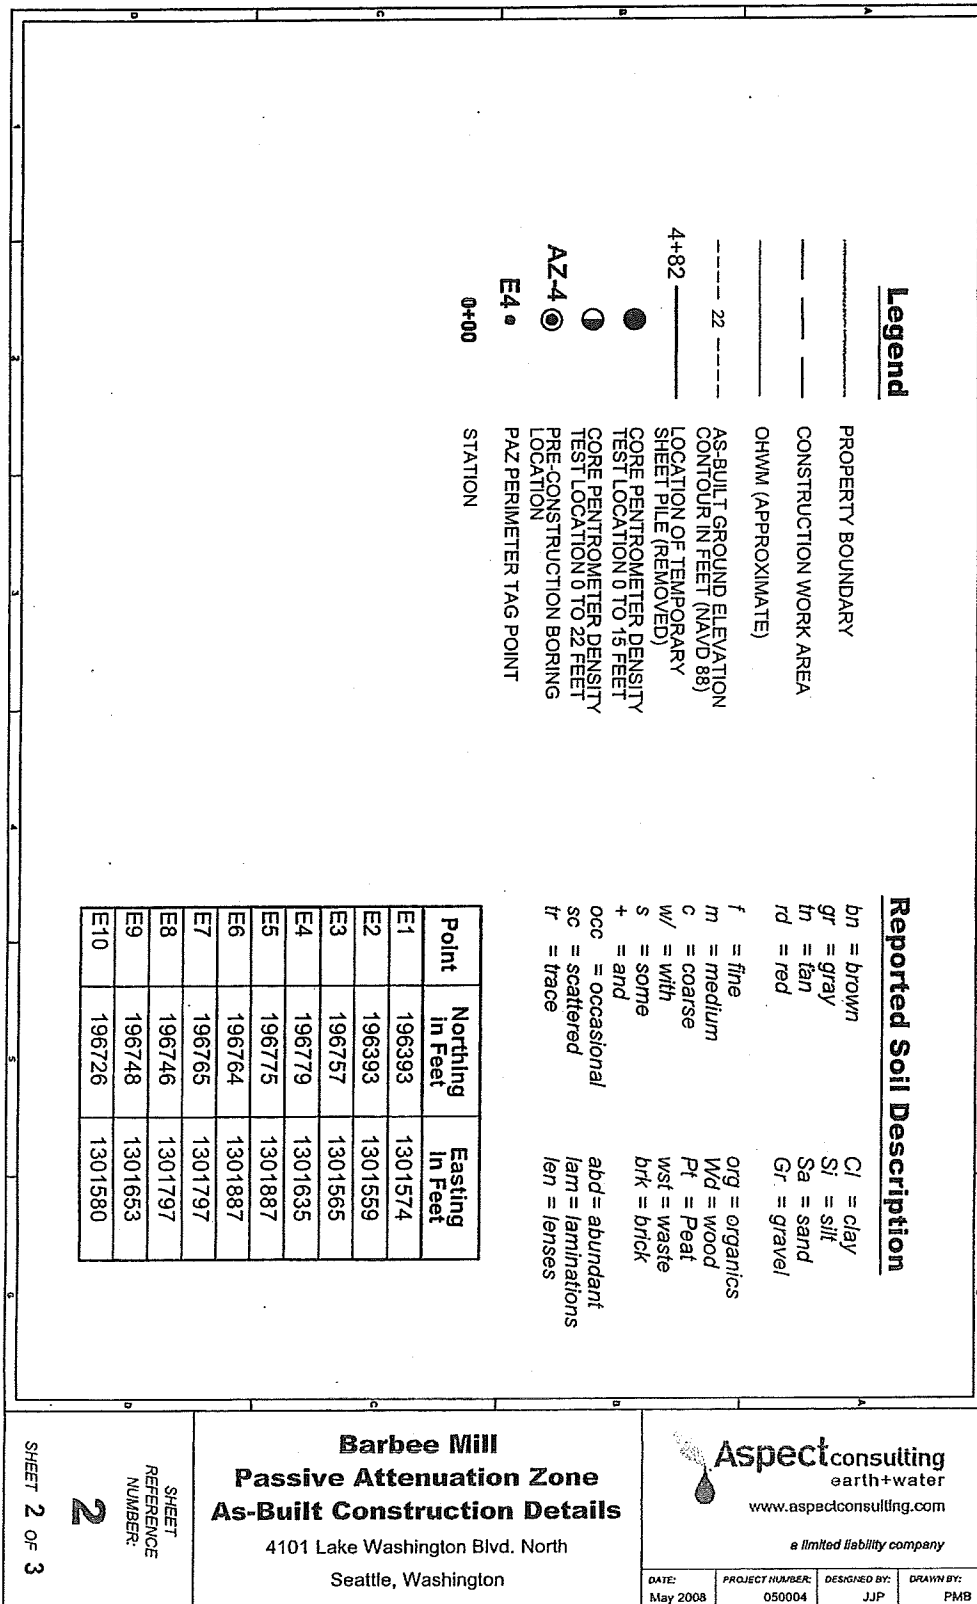 Legend
PROPERTY BOUNDARY
CONSTRUCTION WORK AREA
OHWM (APPROXIMATE)
22
AS-BUILT GROUND ELEVATION
CONTOUR IN FEET (NAVD 88)
4+82
LOCATION OF TEMPORARY
SHEET PILE (REMOVED)
CORE PENTROMETER DENSITY
TEST LOCATION 0 TO 15 FEET
CORE PENTROMETER DENSITY
TEST LOCATION 0 TO 22 FEET
AZ-4
PRE-CONSTRUCTION BORING
LOCATION
E4
PAZ PERIMETER TAG POINT
0+00
STATION
Reported Soil Description
bn = brown
gr = gray
tn = tan
rd = red
f = fine
m = medium
c = coarse
w/ = with
s = some
+ = and
occ = occasional
sc = scattered
tr = trace
Cl = clay
Si = silt
Sa = sand
Gr = gravel
org = organics
Wd = wood
Pt = Peat
wst = waste
brk = brick
abd = abundant
lam = laminations
len = lenses
Point Northing in Feet Easting In Feet
E1 196393 1301574
E2 196393 1301559
E3 196757 1301565
E4 196779 1301635
E5 196775 1301887
E6 196764 1301887
E7 196765 1301797
E8 196746 1301797
E9 196748 1301653
E10 196726 1301580
Aspect consulting
earth+water
www.aspectconsulting.com
a limited liability company
DATE: PROJECT NUMBER: DESIGNED BY: DRAWN BY:
May 2008 050004 JJP PMB
Barbee Mill
Passive Attenuation Zone
As-Built Construction Details
4101 Lake Washington Blvd. North
Seattle, Washington
SHEET
REFERENCE
NUMBER:
2
SHEET 2 OF 3
A
B
C
D
1
2
3
4
5
6
A
B
C
D